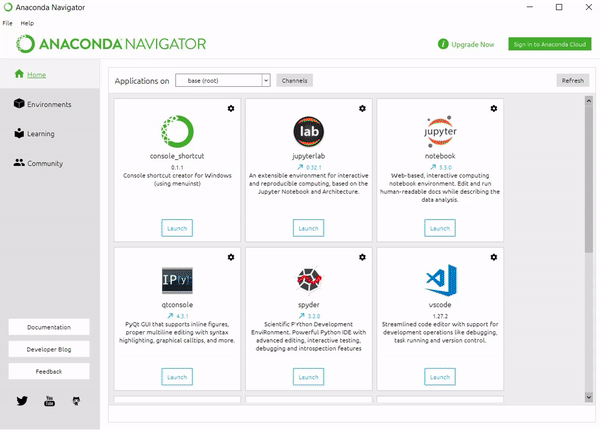 Anaconda Navigator
File Help
ANACONDA NAVIGATOR
i Upgrade Now
Sign in to Anaconda Cloud
Home
Environments
Learning
Community
Documentation
Developer Blog
Feedback
You Tube
Applications on base (root) Channels Refresh
console_shortcut
0.1.1
Console shortcut creator for Windows
(using menuinst)
Launch
lab
jupyterlab
0.32.1
An extensible environment for interactive
and reproducible computing, based on the
Jupyter Notebook and Architecture.
Launch
jupyter
notebook
5.5.0
Web-based, interactive computing
notebook environment. Edit and run
human-readable docs while describing the
data analysis.
Launch
IP[y]:
qtconsole
4.3.1
PyQt GUI that supports inline figures,
proper multiline editing with syntax
highlighting, graphical calltips, and more.
Launch
spyder
3.2.8
Scientific PYthon Development
EnviRonment. Powerful Python IDE with
advanced editing, interactive testing,
debugging and introspection features
Launch
vscode
1.27.2
Streamlined code editor with support for
development operations like debugging,
task running and version control.
Launch